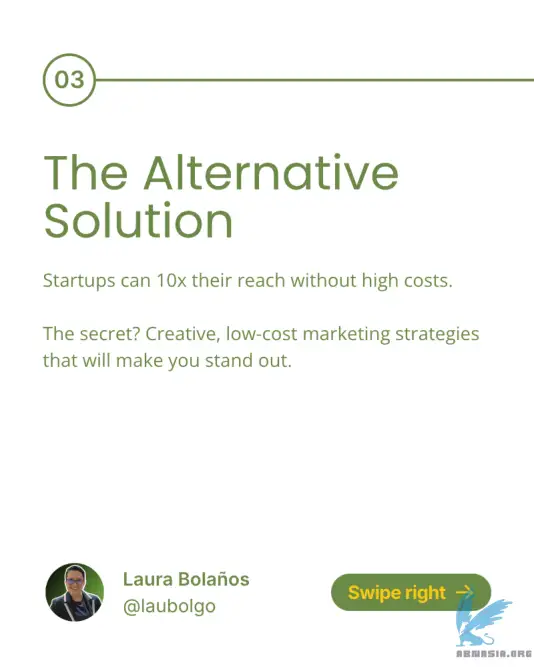 03
The Alternative
Solution
Startups can 10x their reach without high costs.
The secret? Creative, low-cost marketing strategies
that will make you stand out.
Laura Bolaños
@laubolgo
Swipe right →
ABNASIA.ORG